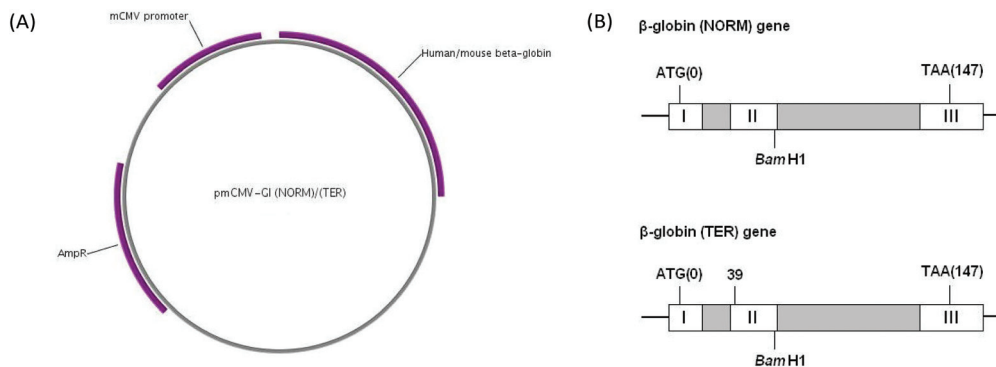 (A)
mCMV promoter
Human/mouse beta-globin
pmCMV-GI (NORM)/(TER)
AmpR
(B)
β-globin (NORM) gene
ATG(0) TAA(147)
I II III
BamH1
β-globin (TER) gene
ATG(0) 39 TAA(147)
I II III
BamH1